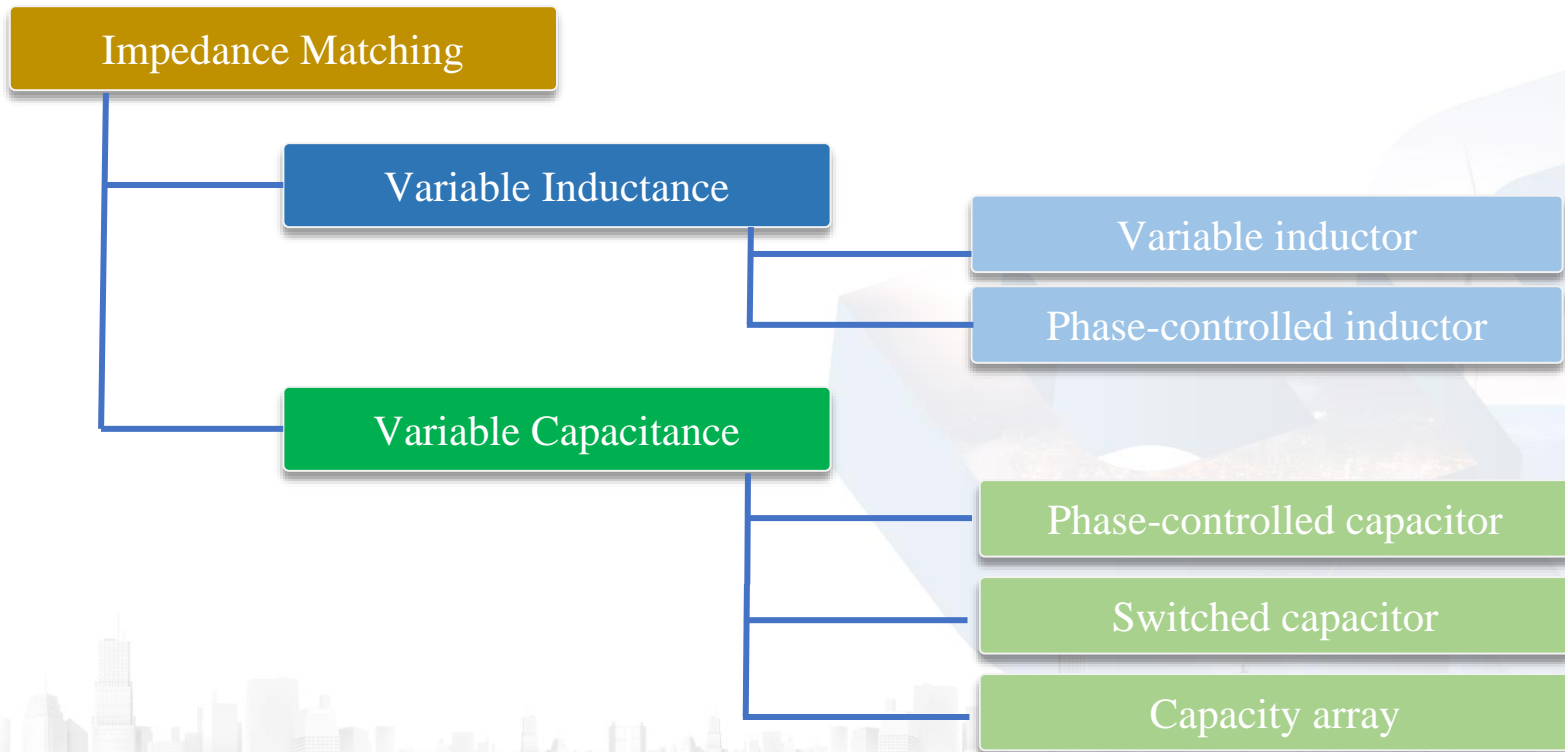 Impedance Matching
Variable Inductance
Variable inductor
Phase-controlled inductor
Variable Capacitance
Phase-controlled capacitor
Switched capacitor
Capacity array